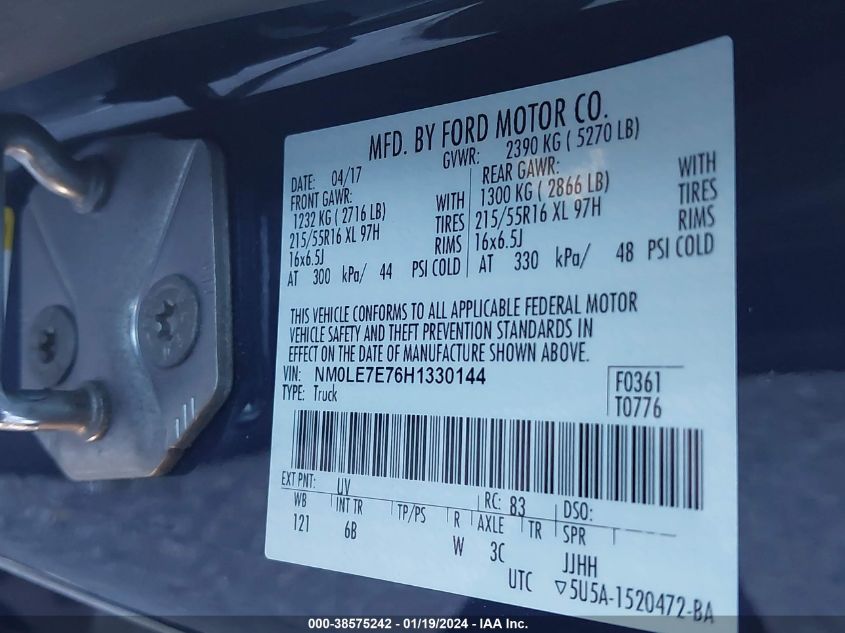 MFD. BY FORD MOTOR CO.
DATE: 04/17 GVWR: 2390 KG ( 5270 LB)
FRONT GAWR: REAR GAWR:
1232 KG ( 2716 LB) WITH 1300 KG ( 2866 LB) WITH
215/55R16 XL 97H TIRES 215/55R16 XL 97H TIRES
16x6.5J RIMS 16x6.5J RIMS
AT 300 kPa/ 44 PSI COLD AT 330 kPa/ 48 PSI COLD
THIS VEHICLE CONFORMS TO ALL APPLICABLE FEDERAL MOTOR
VEHICLE SAFETY AND THEFT PREVENTION STANDARDS IN
EFFECT ON THE DATE OF MANUFACTURE SHOWN ABOVE.
VIN: NM0LE7E76H1330144
TYPE: Truck
F0361
T0776
EXT PNT: UV RC: 83 DSO:
WB INT TR TP/PS R AXLE TR SPR
121 6B W 3C JJHH
UTC ▽5U5A-1520472-BA
000-38575242 - 01/19/2024 - IAA Inc.